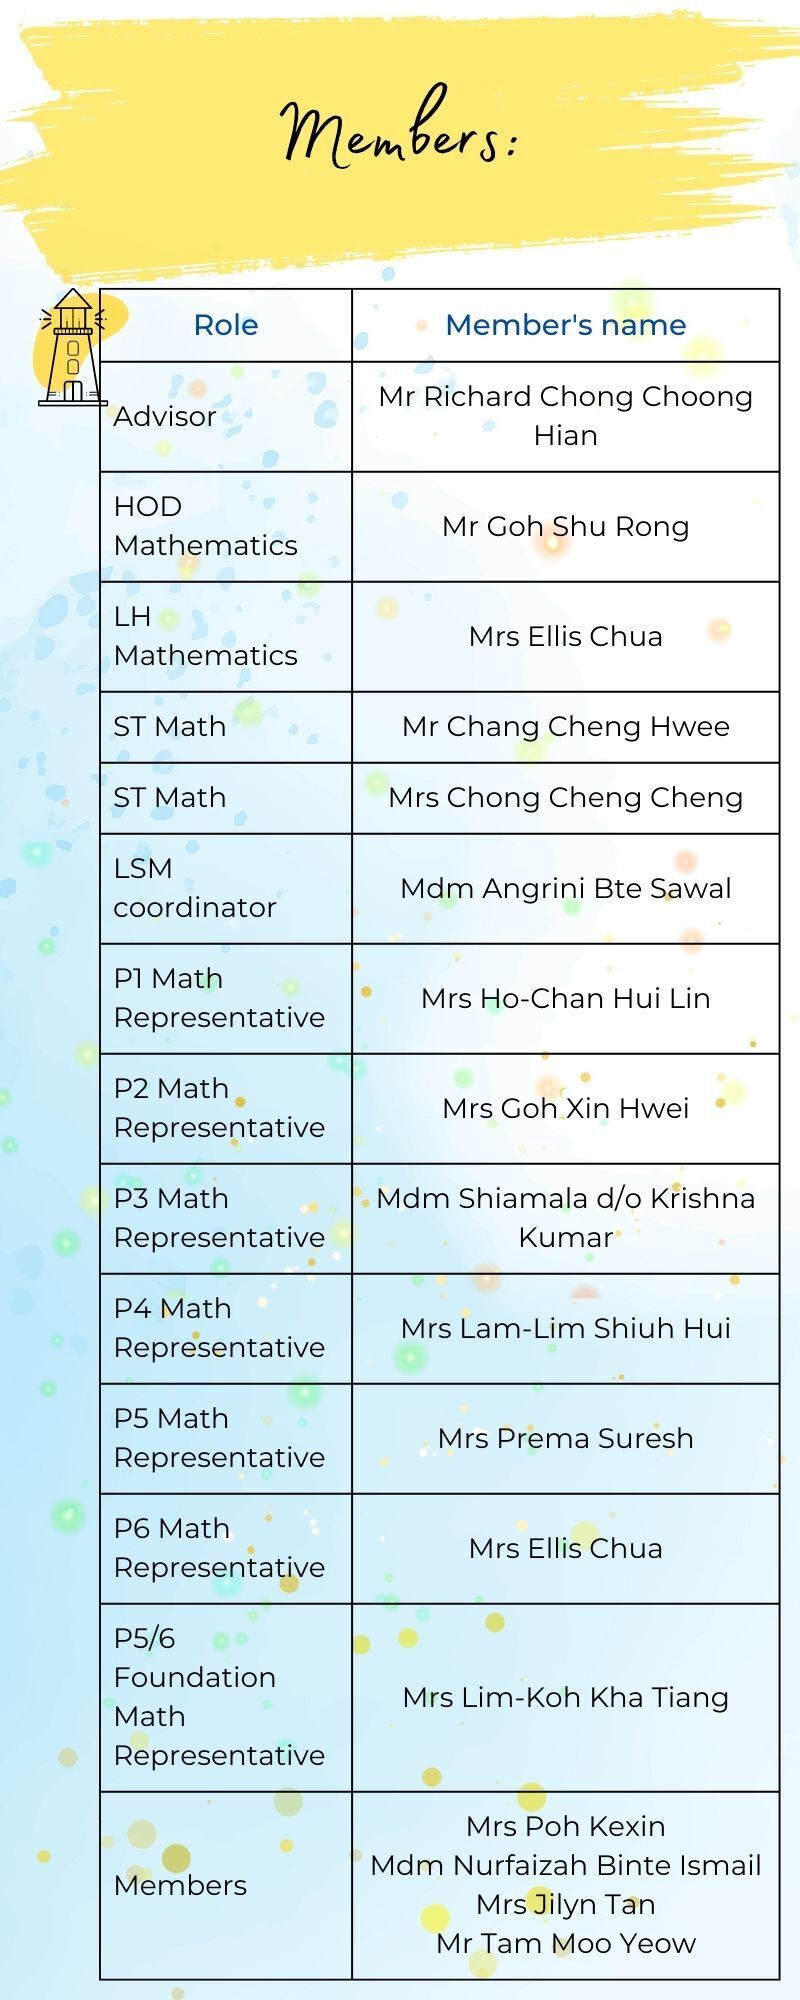 Members:
Role
Member's name
Advisor
Mr Richard Chong Choong
Hian
HOD
Mathematics
Mr Goh Shu Rong
LH
Mathematics
Mrs Ellis Chua
ST Math
Mr Chang Cheng Hwee
ST Math
Mrs Chong Cheng Cheng
LSM
coordinator
Mdm Angrini Bte Sawal
P1 Math
Representative
Mrs Ho-Chan Hui Lin
P2 Math
Representative
Mrs Goh Xin Hwei
P3 Math
Representative
Mdm Shiamala d/o Krishna
Kumar
P4 Math
Representative
Mrs Lam-Lim Shiuh Hui
P5 Math
Representative
Mrs Prema Suresh
P6 Math
Representative
Mrs Ellis Chua
P5/6
Foundation
Math
Representative
Mrs Lim-Koh Kha Tiang
Members
Mrs Poh Kexin
Mdm Nurfaizah Binte Ismail
Mrs Jilyn Tan
Mr Tam Moo Yeow